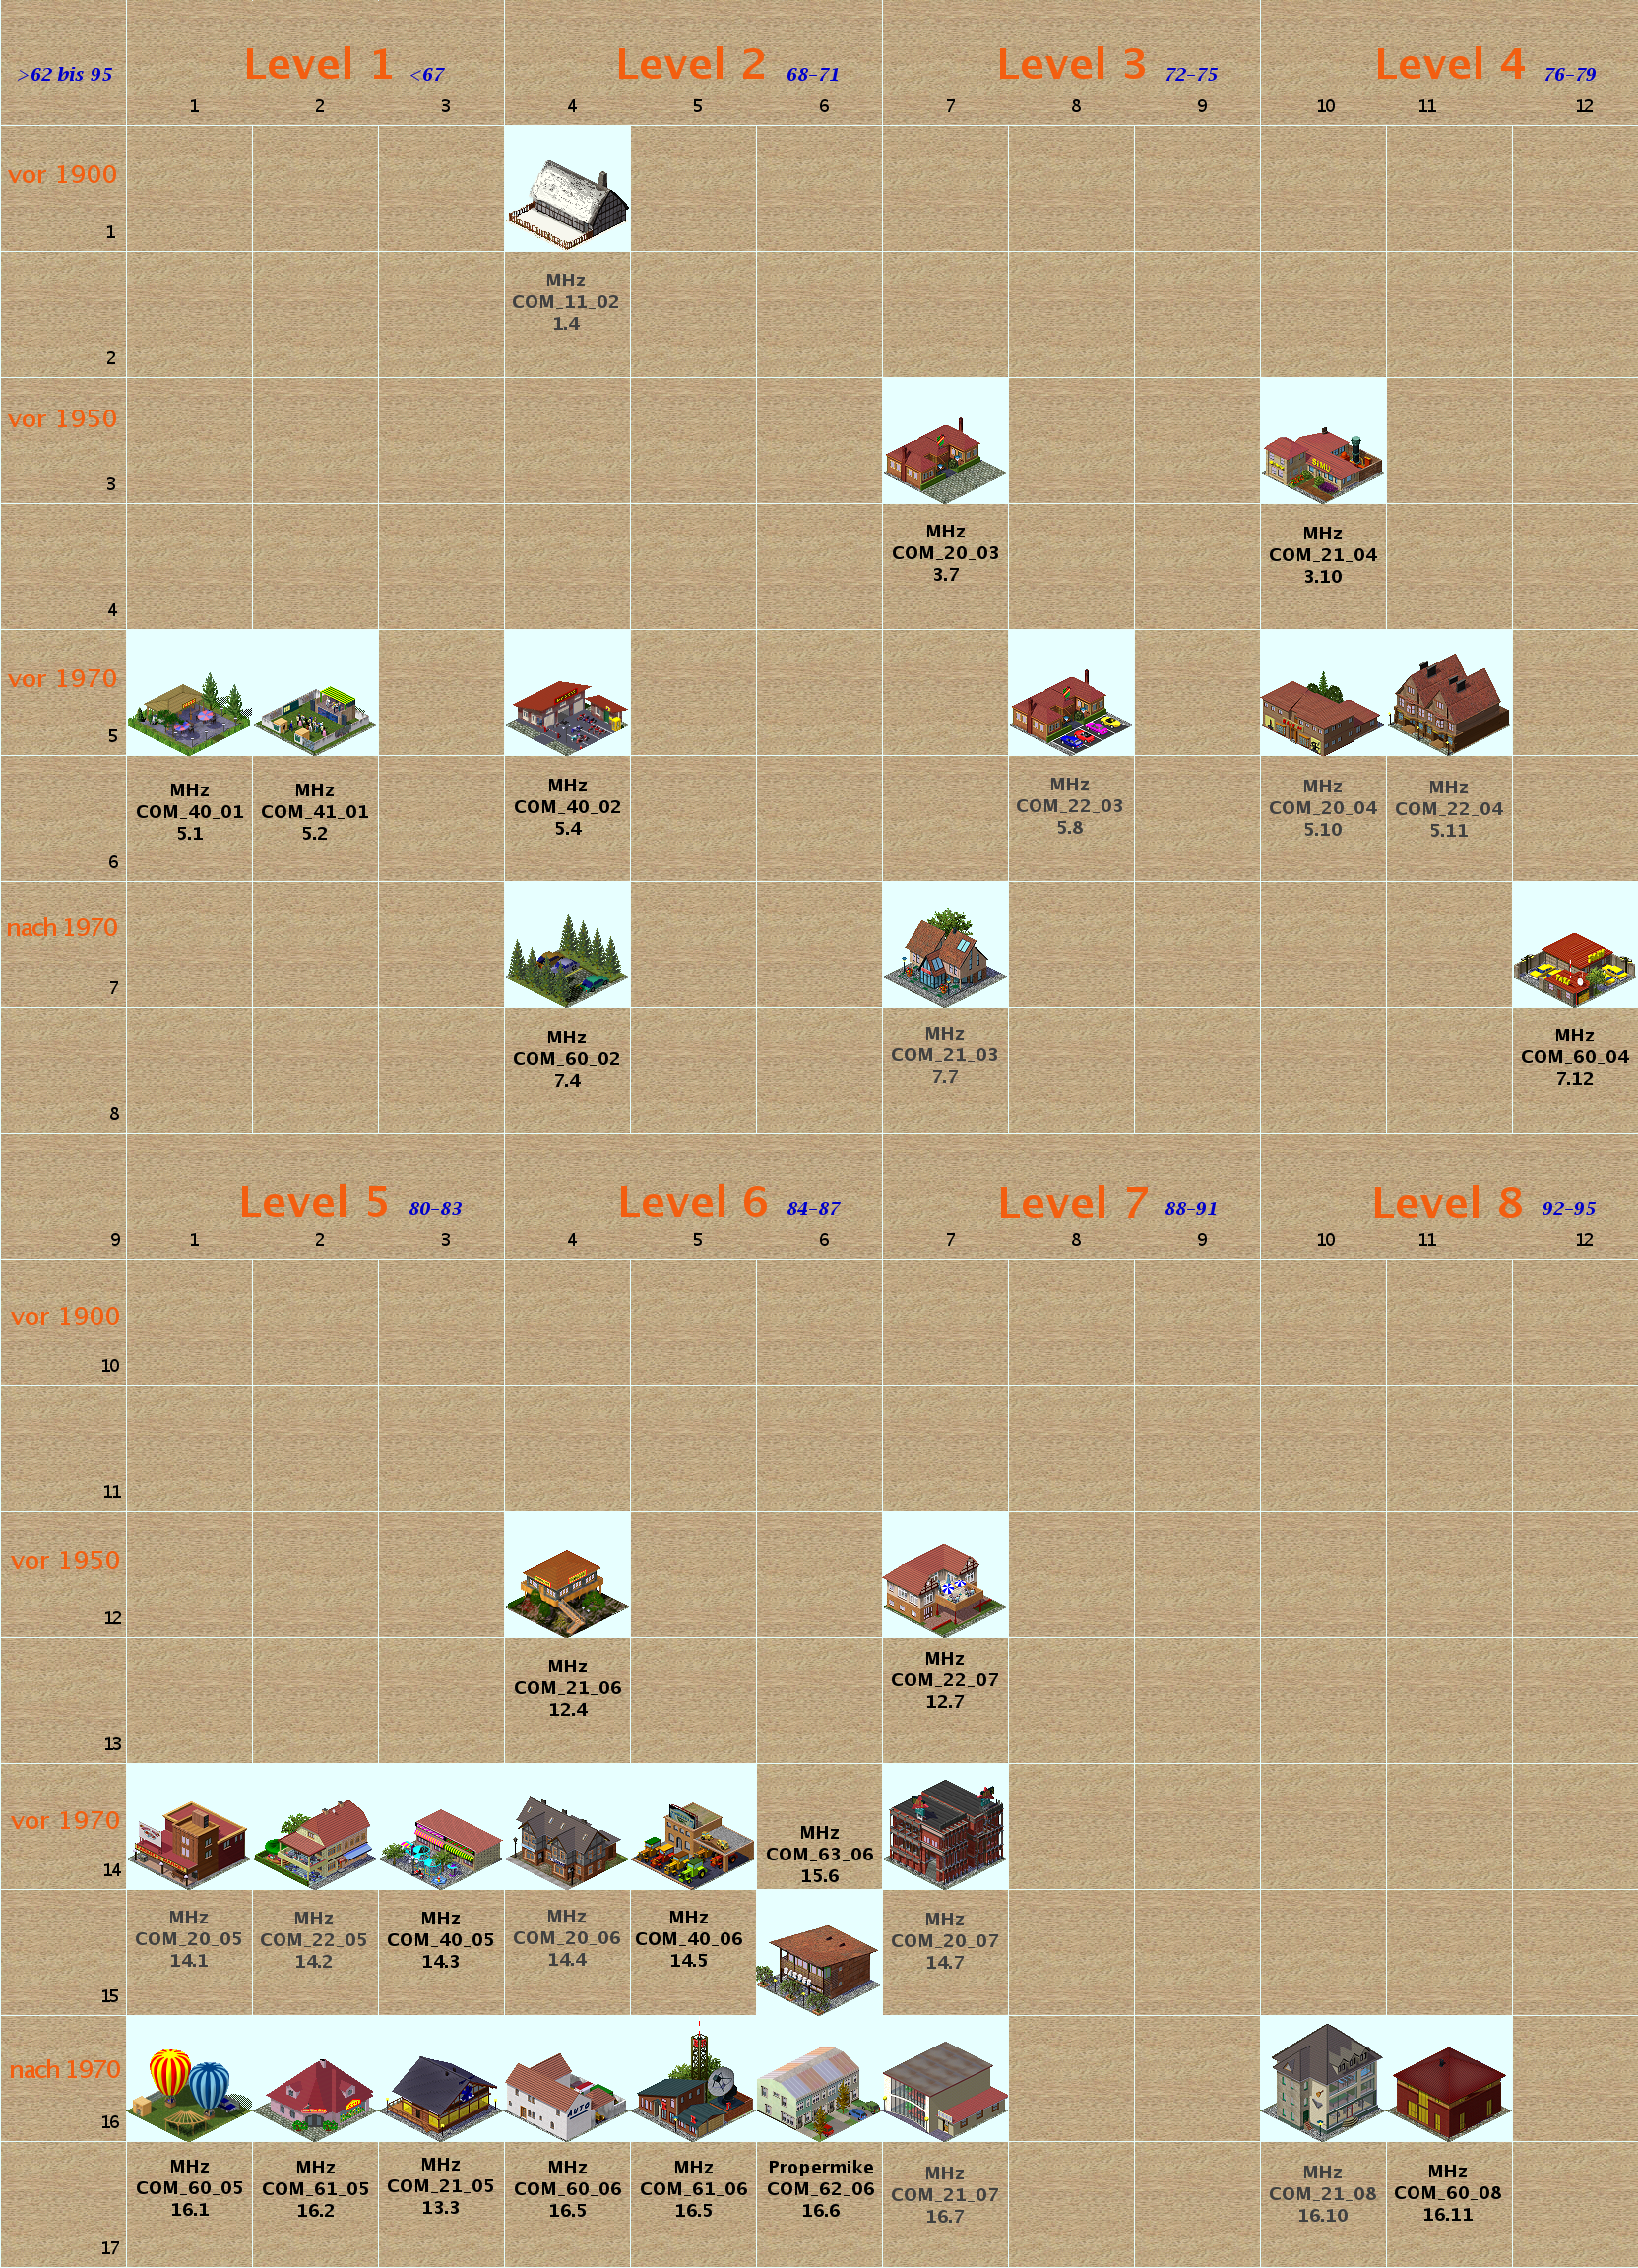 >62 bis 95 Level 1 <67 Level 2 68-71 Level 3 72-75 Level 4 76-79
1 2 3 4 5 6 7 8 9 10 11 12
vor 1900
1
MHz
COM_11_02
1.4
2
vor 1950
3
MHz MHz
COM_20_03 COM_21_04
3.7 3.10
4
vor 1970
5
MHz MHz MHz MHz MHz MHz
COM_40_01 COM_41_01 COM_40_02 COM_22_03 COM_20_04 COM_22_04
5.1 5.2 5.4 5.8 5.10 5.11
6
nach 1970
7
MHz MHz MHz
COM_60_02 COM_21_03 COM_60_04
7.4 7.7 7.12
8
Level 5 80-83 Level 6 84-87 Level 7 88-91 Level 8 92-95
9 1 2 3 4 5 6 7 8 9 10 11 12
vor 1900
10
11
vor 1950
12
MHz MHz
COM_21_06 COM_22_07
12.4 12.7
13
vor 1970
MHz
COM_63_06
14 15.6
MHz MHz MHz MHz MHz MHz
COM_20_05 COM_22_05 COM_40_05 COM_20_06 COM_40_06 COM_20_07
14.1 14.2 14.3 14.4 14.5 14.7
15
nach 1970
AUTO
16
MHz MHz MHz MHz MHz Propermike MHz MHz MHz
COM_60_05 COM_61_05 COM_21_05 COM_60_06 COM_61_06 COM_62_06 COM_21_07 COM_21_08 COM_60_08
16.1 16.2 13.3 16.5 16.5 16.6 16.7 16.10 16.11
17